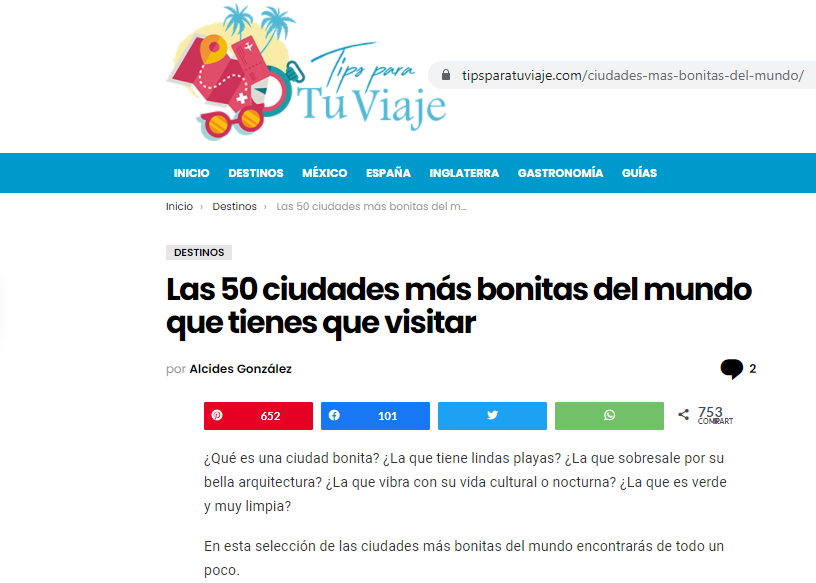 Tips para
Tu Viaje
tipsparatuviaje.com/ciudades-mas-bonitas-del-mundo/
INICIO DESTINOS MÉXICO ESPAÑA INGLATERRA GASTRONOMÍA GUÍAS
Inicio › Destinos › Las 50 ciudades más bonitas del m...
DESTINOS
Las 50 ciudades más bonitas del mundo
que tienes que visitar
por Alcides González
2
652 101 753
COMPART
¿Qué es una ciudad bonita? ¿La que tiene lindas playas? ¿La que sobresale por su
bella arquitectura? ¿La que vibra con su vida cultural o nocturna? ¿La que es verde
y muy limpia?
En esta selección de las ciudades más bonitas del mundo encontrarás de todo un
poco.